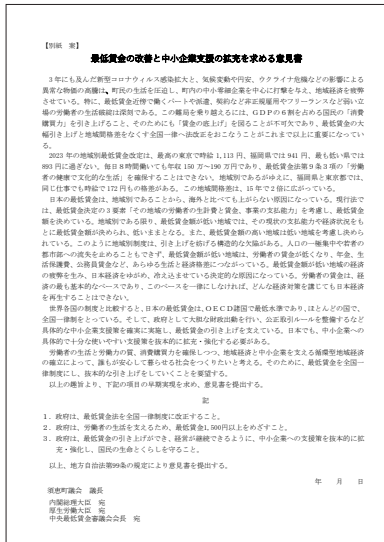 【別紙 案】
最低賃金の改善と中小企業支援の拡充を求める意見書
3年にも及んだ新型コロナウィルス感染拡大と、気候変動や円安、ウクライナ危機などの影響による
異常な物価の高騰は、町民の生活を圧迫し、町内の中小零細企業を中心に打撃を与え、地域経済を疲弊
させている。特に、最低賃金近傍で働くパートや派遣、契約など非正規雇用やフリーランスなど弱い立
場の労働者の生活破綻は深刻である。この難局を乗り越えるには、GDPの6割を占める国民の「消費
購買力」を引き上げること、そのためにも「賃金の底上げ」を図ることが不可欠であり、最低賃金の大
幅引き上げと地域間格差をなくす全国一律へ法改正をおこなうことがこれまで以上に重要になってい
る。
2023 年の地域別最低賃金改定は、最高の東京で時給 1,113 円、福岡県では 941 円、最も低い県では
893 円に過ぎない。毎日8時間働いても年収 150 万～190 万円であり、最低賃金法第9条3項の「労働
者の健康で文化的な生活」を確保することはできない。地域別であるがゆえに、福岡県と東京都では、
同じ仕事でも時給で 172 円もの格差がある。この地域間格差は、15 年で2倍に広がっている。
日本の最低賃金は、地域別であることから、海外と比べても上がらない原因になっている。現行法で
は、最低賃金法定の3要素「その地域の労働者の生計費と賃金、事業の支払能力」を考慮し、最低賃金
額を決めている。地域別である限り、最低賃金額が低い地域では、その現状の支払能力や経済状況をも
とに最低賃金額が決められ、低いままとなる。また、最低賃金額の高い地域は低い地域を考慮し決めら
れている。このように地域別制度は、引き上げを妨げる構造的な欠陥がある。人口の一極集中や若者の
都市部への流失を止めることもできず、最低賃金額が低い地域は、労働者の賃金が低くなり、年金、生
活保護費、公務員賃金など、あらゆる生活と経済格差につながっている。最低賃金額が低い地域の経済
の疲弊を生み、日本経済をゆがめ、冷え込ませている決定的な原因になっている。労働者の賃金は、経
済の最も基本的なベースであり、このベースを一律にしなければ、どんな経済対策を講じても日本経済
を再生することはできない。
世界各国の制度と比較すると、日本の最低賃金は、OECD諸国で最低水準であり、ほとんどの国で、
全国一律制をとっている。そして、政府として大胆な財政出動を行い、公正取引ルールを整備するなど
具体的な中小企業支援策を確実に実施し、最低賃金の引き上げを支えている。日本でも、中小企業への
具体的で十分な使いやすい支援策を抜本的に拡充・強化する必要がある。
労働者の生活と労働力の質、消費購買力を確保しつつ、地域経済と中小企業を支える循環型地域経済
の確立によって、誰もが安心して暮らせる社会をつくりたいと考える。そのために、最低賃金を全国一
律制度にし、抜本的な引き上げをしていくことを要望する。
以上の趣旨より、下記の項目の早期実現を求め、意見書を提出する。
記
1．政府は、最低賃金法を全国一律制度に改正すること。
2．政府は、労働者の生活を支えるため、最低賃金1,500円以上をめざすこと。
3．政府は、最低賃金の引き上げができ、経営が継続できるように、中小企業への支援策を抜本的に拡
充・強化し、国民の生命とくらしを守ること。
以上、地方自治法第99条の規定により意見書を提出する。
年 月 日
須恵町議会 議長
内閣総理大臣 宛
厚生労働大臣 宛
中央最低賃金審議会会長 宛